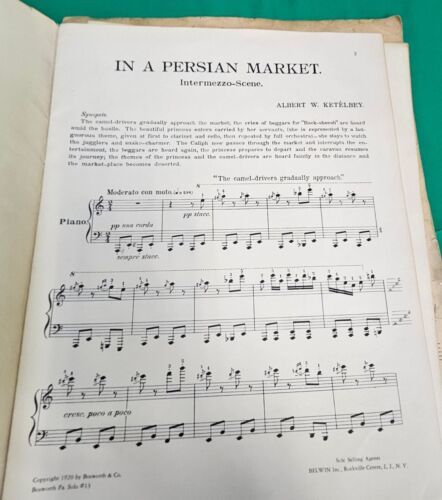 3
IN A PERSIAN MARKET.
Intermezzo-Scene.
ALBERT W. KETÈLBEY.
Synopsis.
The camel-drivers gradually approach the market; the cries of beggars for "Back-sheesh" are heard
amid the bustle. The beautiful princess enters carried by her servants, (she is represented by a lan-
guorous theme, given at first to clarinet and cello, then repeated by full orchestra)_ she stays to watch
the jugglers and snake-charmer. The Caliph now passes through the market and interrupts the en-
tertainment, the beggars are heard again, the princess prepares to depart and the caravan resumes
its journey; the themes of the princess and the camel-drivers are heard faintly in the distance and
the market-place becomes deserted.
"The camel-drivers gradually approach"
Moderato con moto.
8
pp stacc.
Piano.
pp una corda
sempre stacc.
8
cresc. poco a poco
Copyright 1920 by Bosworth & Co.
Bosworth Pa. Solo #13
Sole Selling Agents
BELWIN Inc., Rockville Centre, L. I., N. Y.